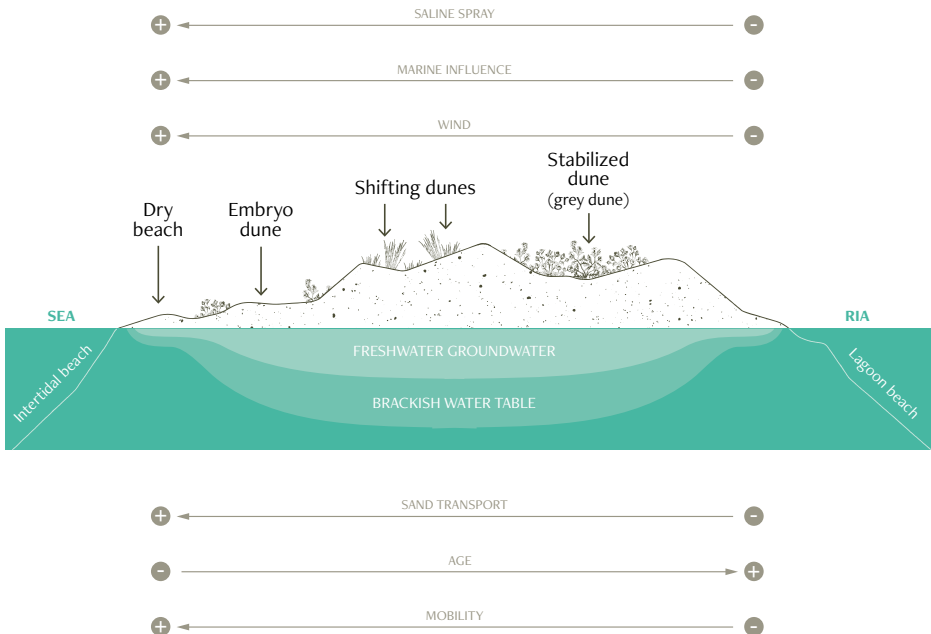 SALINE SPRAY
+ -
MARINE INFLUENCE
+ -
WIND
+ -
Stabilized
dune
(grey dune)
Shifting dunes
Dry
beach
Embryo
dune
SEA
RIA
Intertidal beach
FRESHWATER GROUNDWATER
Lagoon beach
BRACKISH WATER TABLE
SAND TRANSPORT
+ -
AGE
- +
MOBILITY
+ -